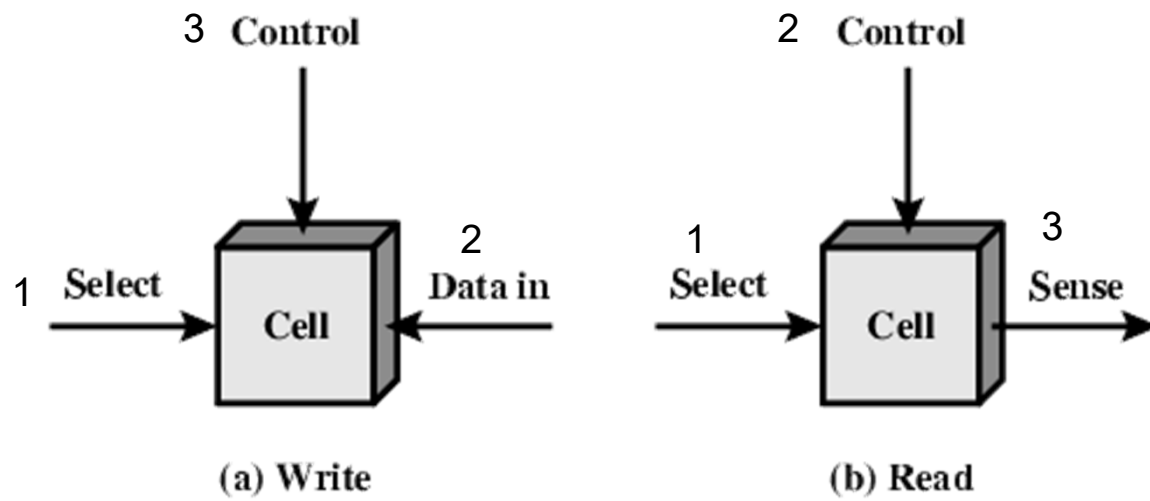 3 Control
1 Select
2
Data in
Cell
(a) Write
2 Control
1
Select
3
Sense
Cell
(b) Read